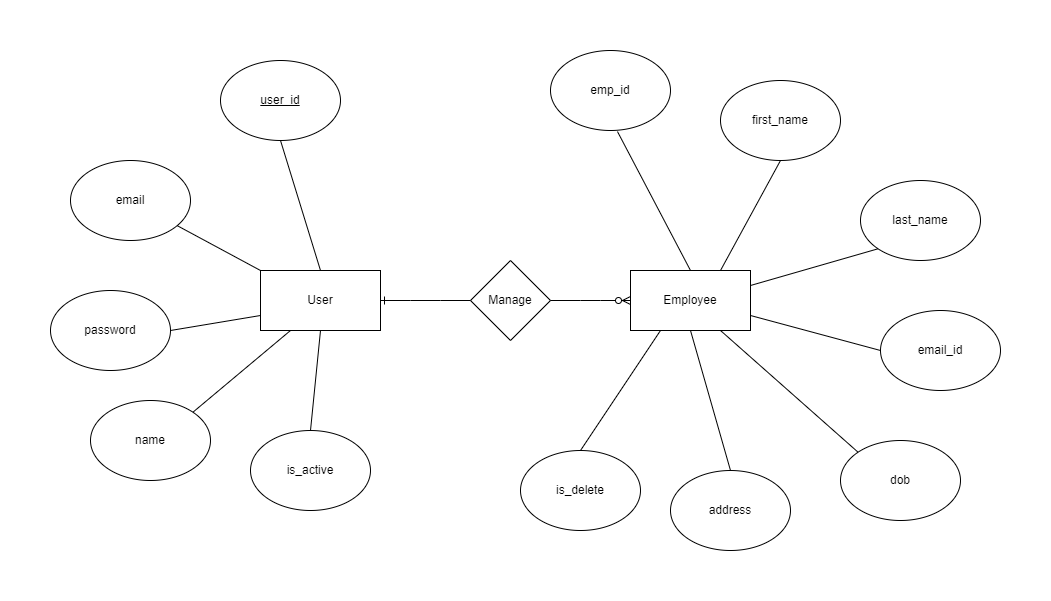 emp_id
user_id
first_name
email
last_name
User
Manage
Employee
password
email_id
name
is_active
dob
is_delete
address